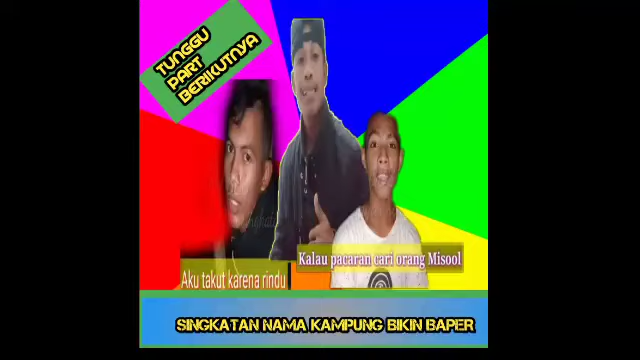 TUNGGU
PART
BERIKUTNYA
Kalau pacaran cari orang Misool
Aku takut karena rindu
SINGKATAN NAMA KAMPUNG BIKIN BAPER